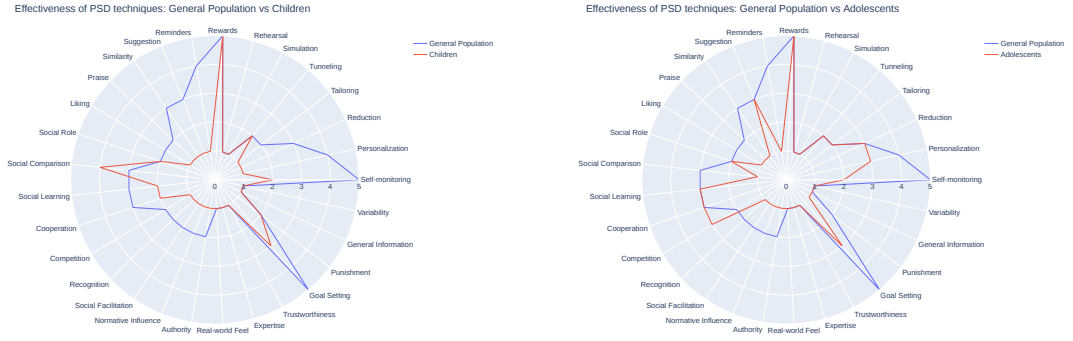 Effectiveness of PSD techniques: General Population vs Children
General Population
Children
Rewards
Rehearsal
Simulation
Tunneling
Tailoring
Reduction
Personalization
Self-monitoring
Variability
General Information
Punishment
Goal Setting
Trustworthiness
Expertise
Real-world Feel
Authority
Normative Influence
Social Facilitation
Recognition
Competition
Cooperation
Social Learning
Social Comparison
Social Role
Liking
Praise
Similarity
Suggestion
Reminders
0 1 2 3 4 5
Effectiveness of PSD techniques: General Population vs Adolescents
General Population
Adolescents
Rewards
Rehearsal
Simulation
Tunneling
Tailoring
Reduction
Personalization
Self-monitoring
Variability
General Information
Punishment
Goal Setting
Trustworthiness
Expertise
Real-world Feel
Authority
Normative Influence
Social Facilitation
Recognition
Competition
Cooperation
Social Learning
Social Comparison
Social Role
Liking
Praise
Similarity
Suggestion
Reminders
0 1 2 3 4 5